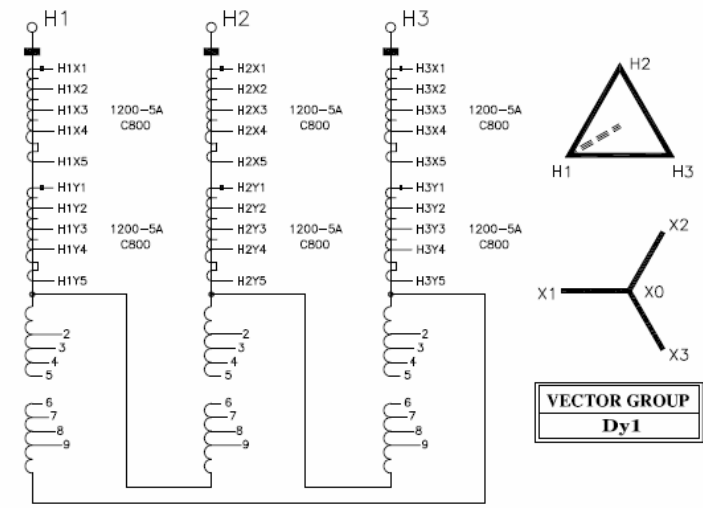 H1 H2 H3
H1X1 H2X1 H3X1
H1X2 H2X2 H3X2
H1X3 1200-5A H2X3 1200-5A H3X3 1200-5A
H1X4 C800 H2X4 C800 H3X4 C800
H1X5 H2X5 H3X5
H1Y1 H2Y1 H3Y1
H1Y2 H2Y2 H3Y2
H1Y3 1200-5A H2Y3 1200-5A H3Y3 1200-5A
H1Y4 C800 H2Y4 C800 H3Y4 C800
H1Y5 H2Y5 H3Y5
2 2 2
3 3 3
4 4 4
5 5 5
6 6 6
7 7 7
8 8 8
9 9 9
H2
H1 H3
X2
X1 X0
X3
VECTOR GROUP
Dy1